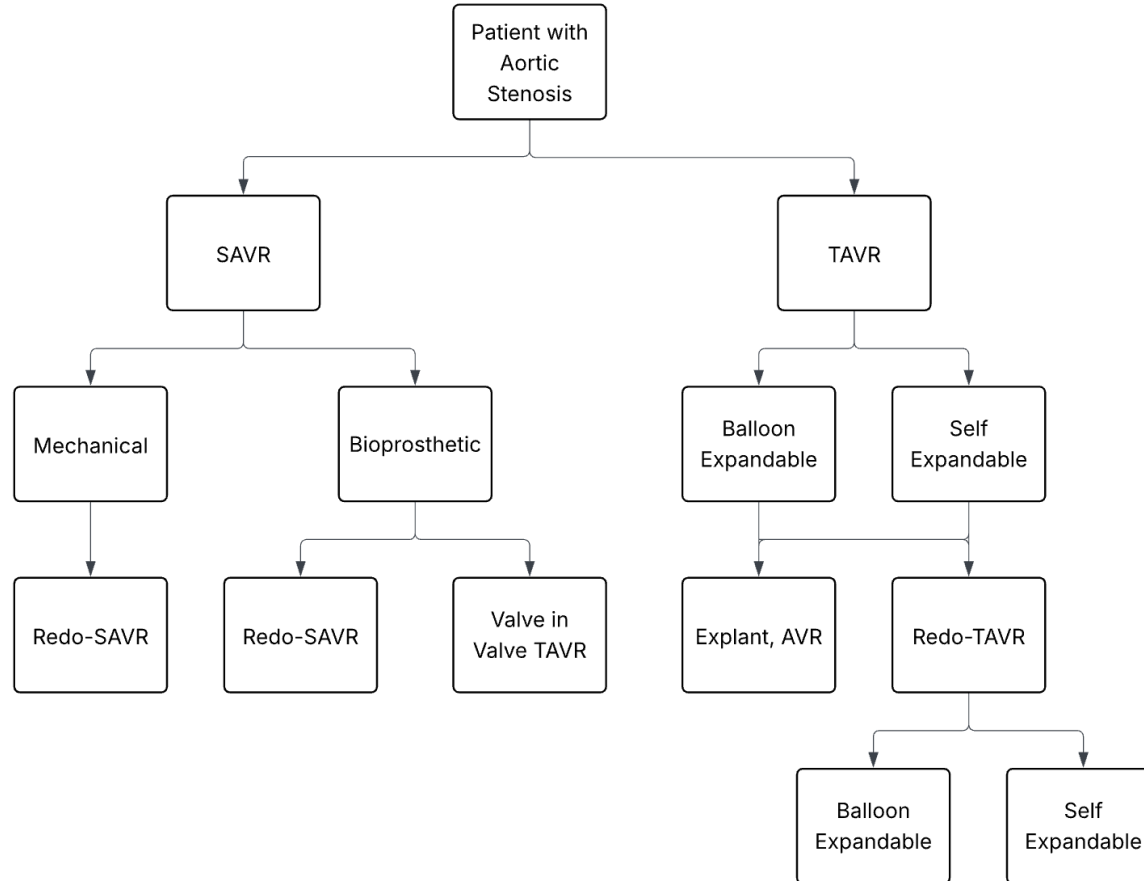 Patient with
Aortic
Stenosis
SAVR
TAVR
Mechanical
Bioprosthetic
Balloon
Expandable
Self
Expandable
Redo-SAVR
Redo-SAVR
Valve in
Valve TAVR
Explant, AVR
Redo-TAVR
Balloon
Expandable
Self
Expandable